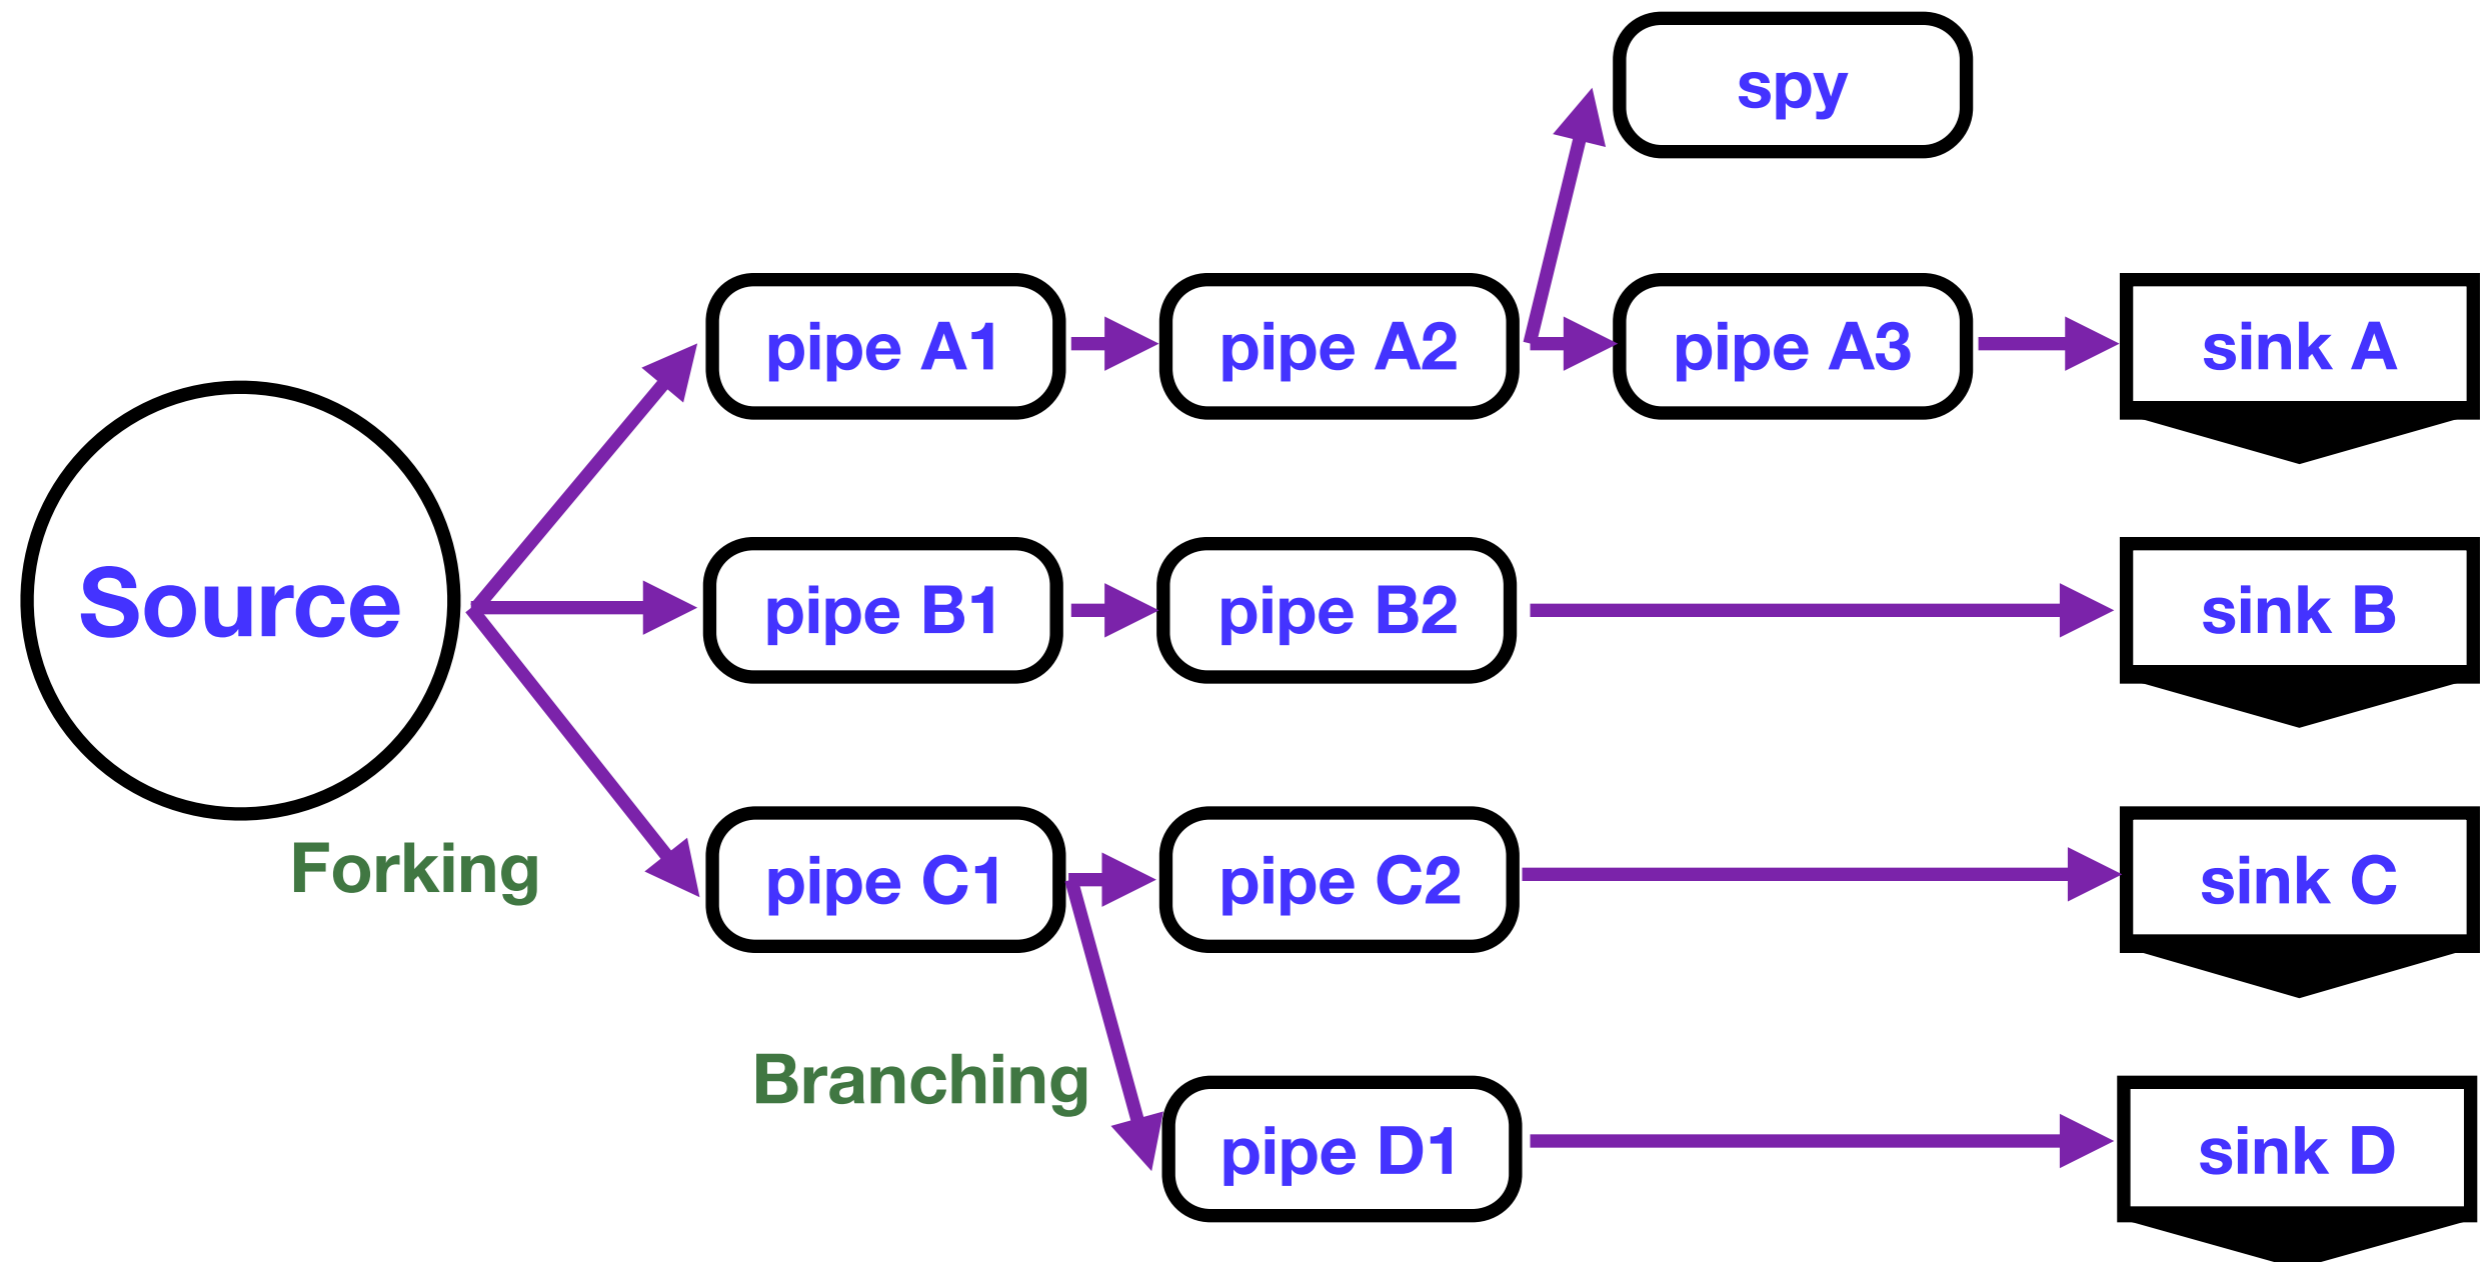 spy
pipe A1
pipe A2
pipe A3
sink A
Source
pipe B1
pipe B2
sink B
Forking
pipe C1
pipe C2
sink C
Branching
pipe D1
sink D